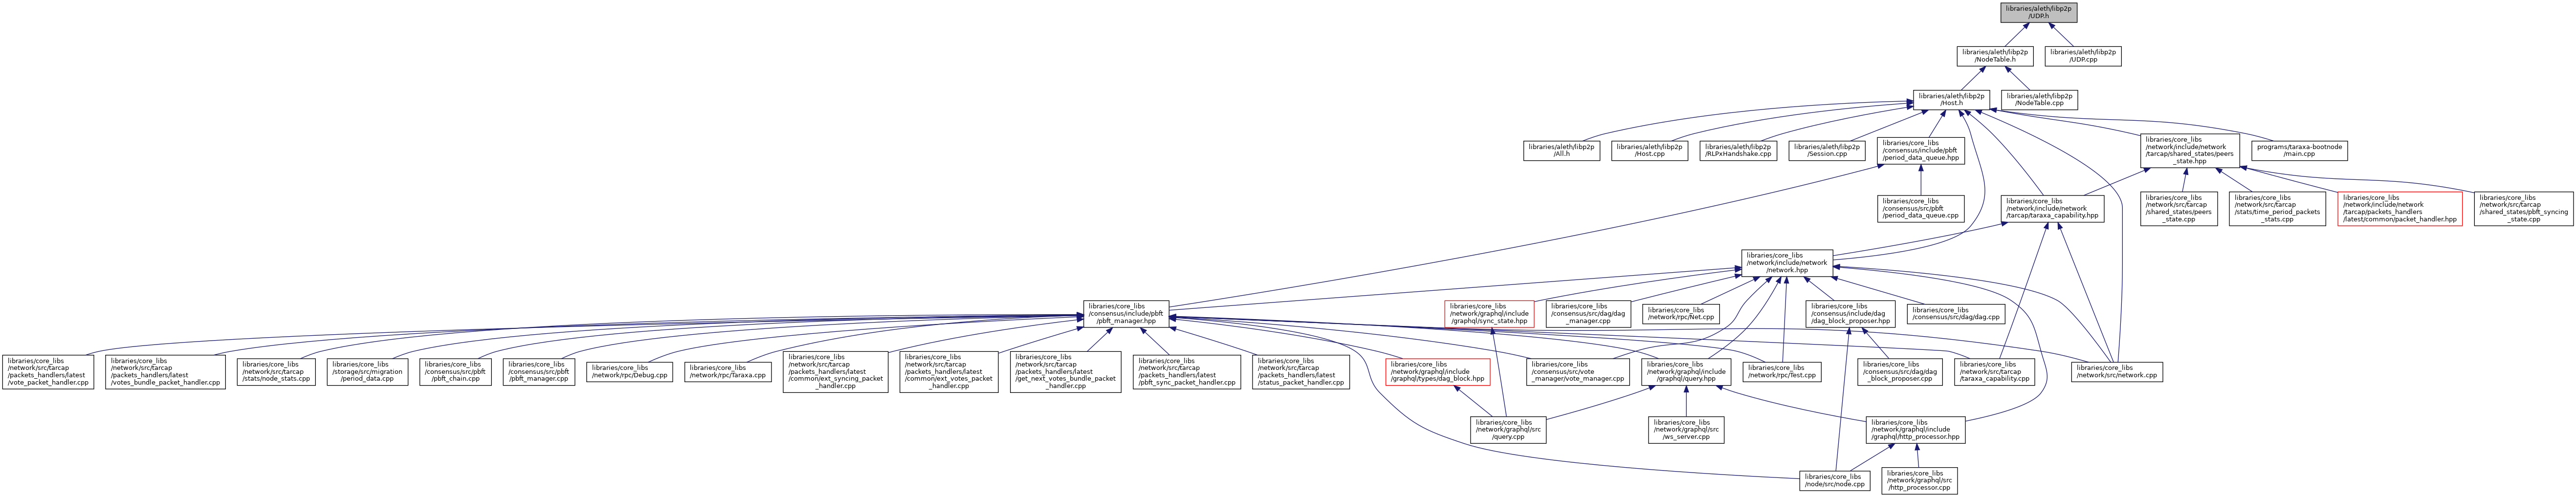 libraries/aleth/libp2p
/UDP.h
libraries/aleth/libp2p
/NodeTable.h
libraries/aleth/libp2p
/UDP.cpp
libraries/aleth/libp2p
/Host.h
libraries/aleth/libp2p
/NodeTable.cpp
libraries/aleth/libp2p
/All.h
libraries/aleth/libp2p
/Host.cpp
libraries/aleth/libp2p
/RLPxHandshake.cpp
libraries/aleth/libp2p
/Session.cpp
libraries/core_libs
/consensus/include/pbft
/period_data_queue.hpp
libraries/core_libs
/network/include/network
/tarcap/shared_states/peers
_state.hpp
programs/taraxa-bootnode
/main.cpp
libraries/core_libs
/consensus/src/pbft
/period_data_queue.cpp
libraries/core_libs
/network/include/network
/tarcap/taraxa_capability.hpp
libraries/core_libs
/network/src/tarcap
/shared_states/peers
_state.cpp
libraries/core_libs
/network/src/tarcap
/stats/time_period_packets
_stats.cpp
libraries/core_libs
/network/include/network
/tarcap/packets_handlers
/latest/common/packet_handler.hpp
libraries/core_libs
/network/src/tarcap
/shared_states/pbft_syncing
_state.cpp
libraries/core_libs
/network/include/network
/network.hpp
libraries/core_libs
/consensus/include/pbft
/pbft_manager.hpp
libraries/core_libs
/network/graphql/include
/graphql/sync_state.hpp
libraries/core_libs
/consensus/src/dag/dag
_manager.cpp
libraries/core_libs
/network/rpc/Net.cpp
libraries/core_libs
/consensus/include/dag
/dag_block_proposer.hpp
libraries/core_libs
/consensus/src/dag/dag.cpp
libraries/core_libs
/network/src/tarcap
/packets_handlers/latest
/vote_packet_handler.cpp
libraries/core_libs
/network/src/tarcap
/packets_handlers/latest
/votes_bundle_packet_handler.cpp
libraries/core_libs
/network/src/tarcap
/stats/node_stats.cpp
libraries/core_libs
/storage/src/migration
/period_data.cpp
libraries/core_libs
/consensus/src/pbft
/pbft_chain.cpp
libraries/core_libs
/consensus/src/pbft
/pbft_manager.cpp
libraries/core_libs
/network/rpc/Debug.cpp
libraries/core_libs
/network/rpc/Taraxa.cpp
libraries/core_libs
/network/src/tarcap
/packets_handlers/latest
/common/ext_syncing_packet
_handler.cpp
libraries/core_libs
/network/src/tarcap
/packets_handlers/latest
/common/ext_votes_packet
_handler.cpp
libraries/core_libs
/network/src/tarcap
/packets_handlers/latest
/get_next_votes_bundle_packet
_handler.cpp
libraries/core_libs
/network/src/tarcap
/packets_handlers/latest
/pbft_sync_packet_handler.cpp
libraries/core_libs
/network/src/tarcap
/packets_handlers/latest
/status_packet_handler.cpp
libraries/core_libs
/network/graphql/include
/graphql/types/dag_block.hpp
libraries/core_libs
/consensus/src/vote
_manager/vote_manager.cpp
libraries/core_libs
/network/graphql/include
/graphql/query.hpp
libraries/core_libs
/network/rpc/Test.cpp
libraries/core_libs
/consensus/src/dag/dag
_block_proposer.cpp
libraries/core_libs
/network/src/tarcap
/taraxa_capability.cpp
libraries/core_libs
/network/src/network.cpp
libraries/core_libs
/network/graphql/src
/query.cpp
libraries/core_libs
/network/graphql/src
/ws_server.cpp
libraries/core_libs
/network/graphql/include
/graphql/http_processor.hpp
libraries/core_libs
/node/src/node.cpp
libraries/core_libs
/network/graphql/src
/http_processor.cpp